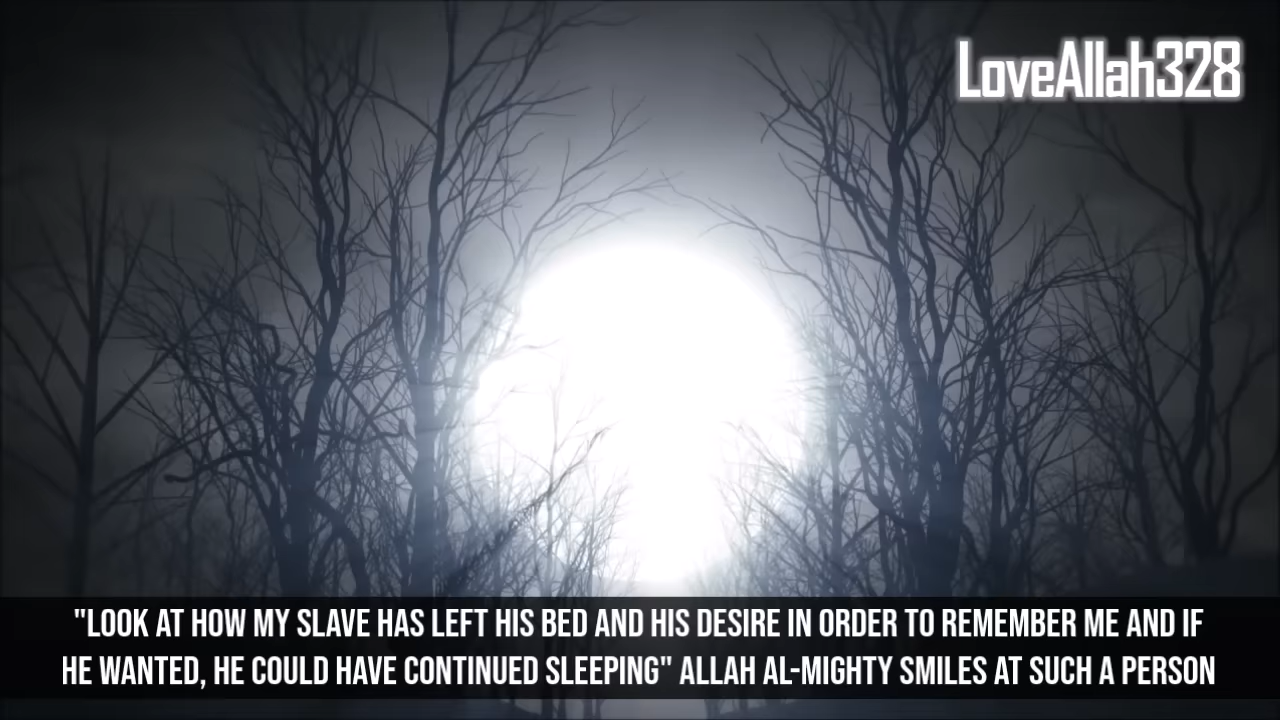 LoveAllah328
"LOOK AT HOW MY SLAVE HAS LEFT HIS BED AND HIS DESIRE IN ORDER TO REMEMBER ME AND IF
HE WANTED, HE COULD HAVE CONTINUED SLEEPING" ALLAH AL-MIGHTY SMILES AT SUCH A PERSON